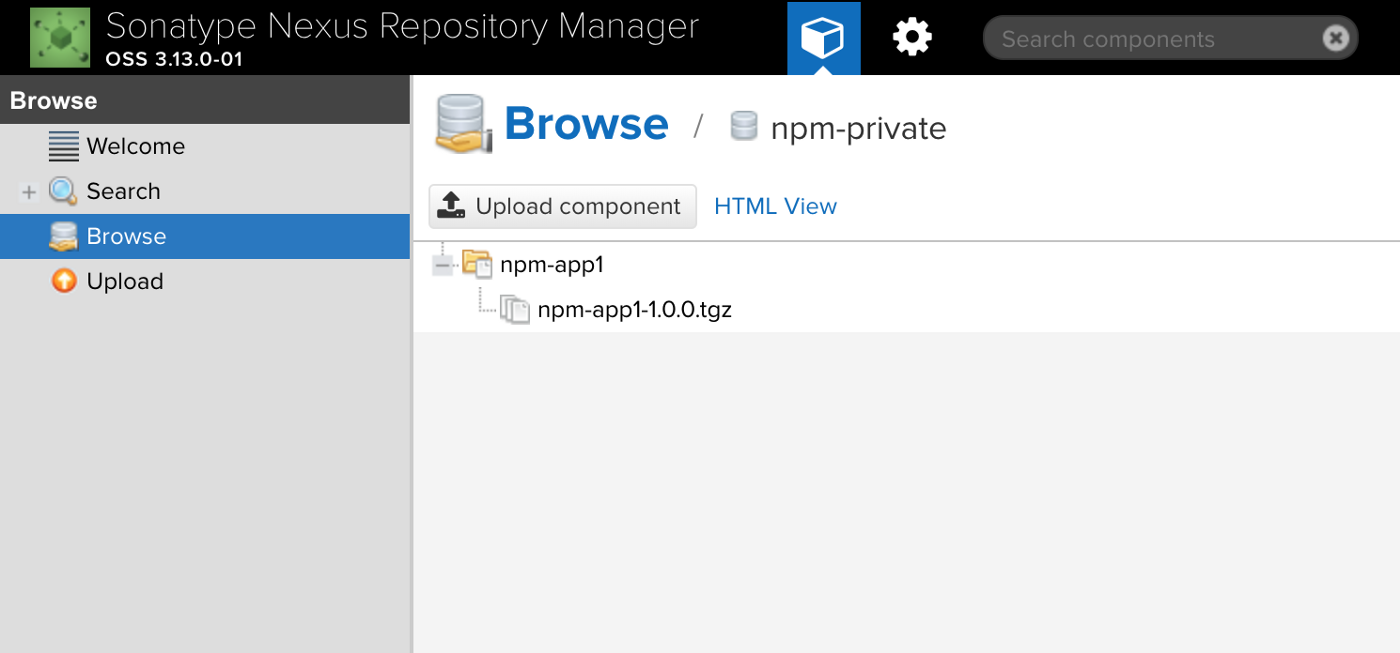 Sonatype Nexus Repository Manager
OSS 3.13.0-01
Search components
Browse
Welcome
Search
Browse
Upload
Browse / npm-private
Upload component HTML View
npm-app1
npm-app1-1.0.0.tgz